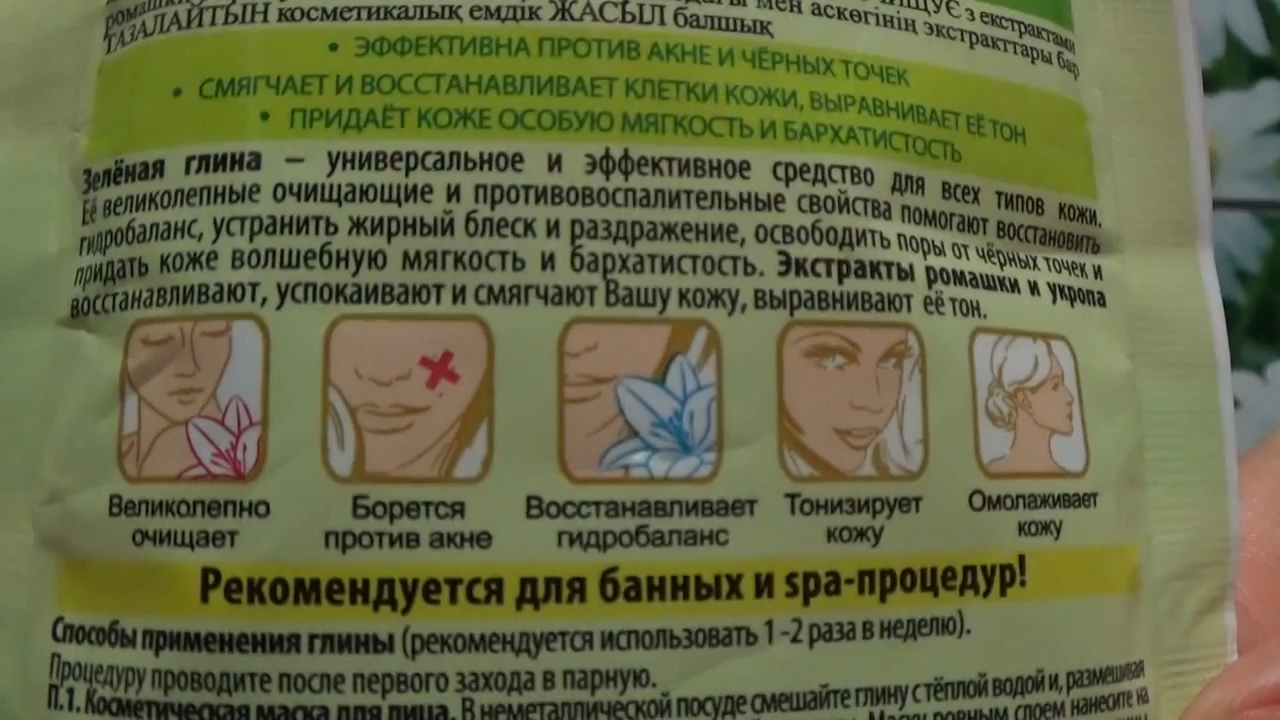 ромашки
ИЩУЄ з екстрактами
мен аскөгінің экстракттары бар
ТАЗАЛАЙТЫН косметикалық емдік ЖАСЫЛ балшық
• ЭФФЕКТИВНА ПРОТИВ АКНЕ И ЧЁРНЫХ ТОЧЕК
• СМЯГЧАЕТ И ВОССТАНАВЛИВАЕТ КЛЕТКИ КОЖИ, ВЫРАВНИВАЕТ ЕЁ ТОН
• ПРИДАЁТ КОЖЕ ОСОБУЮ МЯГКОСТЬ И БАРХАТИСТОСТЬ
Зелёная глина – универсальное и эффективное средство для всех типов кожи.
Её великолепные очищающие и противовоспалительные свойства помогают восстановить
гидробаланс, устранить жирный блеск и раздражение, освободить поры от чёрных точек и
придать коже волшебную мягкость и бархатистость. Экстракты ромашки и укропа
восстанавливают, успокаивают и смягчают Вашу кожу, выравнивают её тон.
Великолепно
очищает
Борется
против акне
Восстанавливает
гидробаланс
Тонизирует
кожу
Омолаживает
кожу
Рекомендуется для банных и spa-процедур!
Способы применения глины (рекомендуется использовать 1-2 раза в неделю).
Процедуру проводите после первого захода в парную.
П.1. Косметическая маска для лица. В неметаллической посуде смешайте глину с тёплой водой и, размешивая
Маску ровным слоем нанесите на